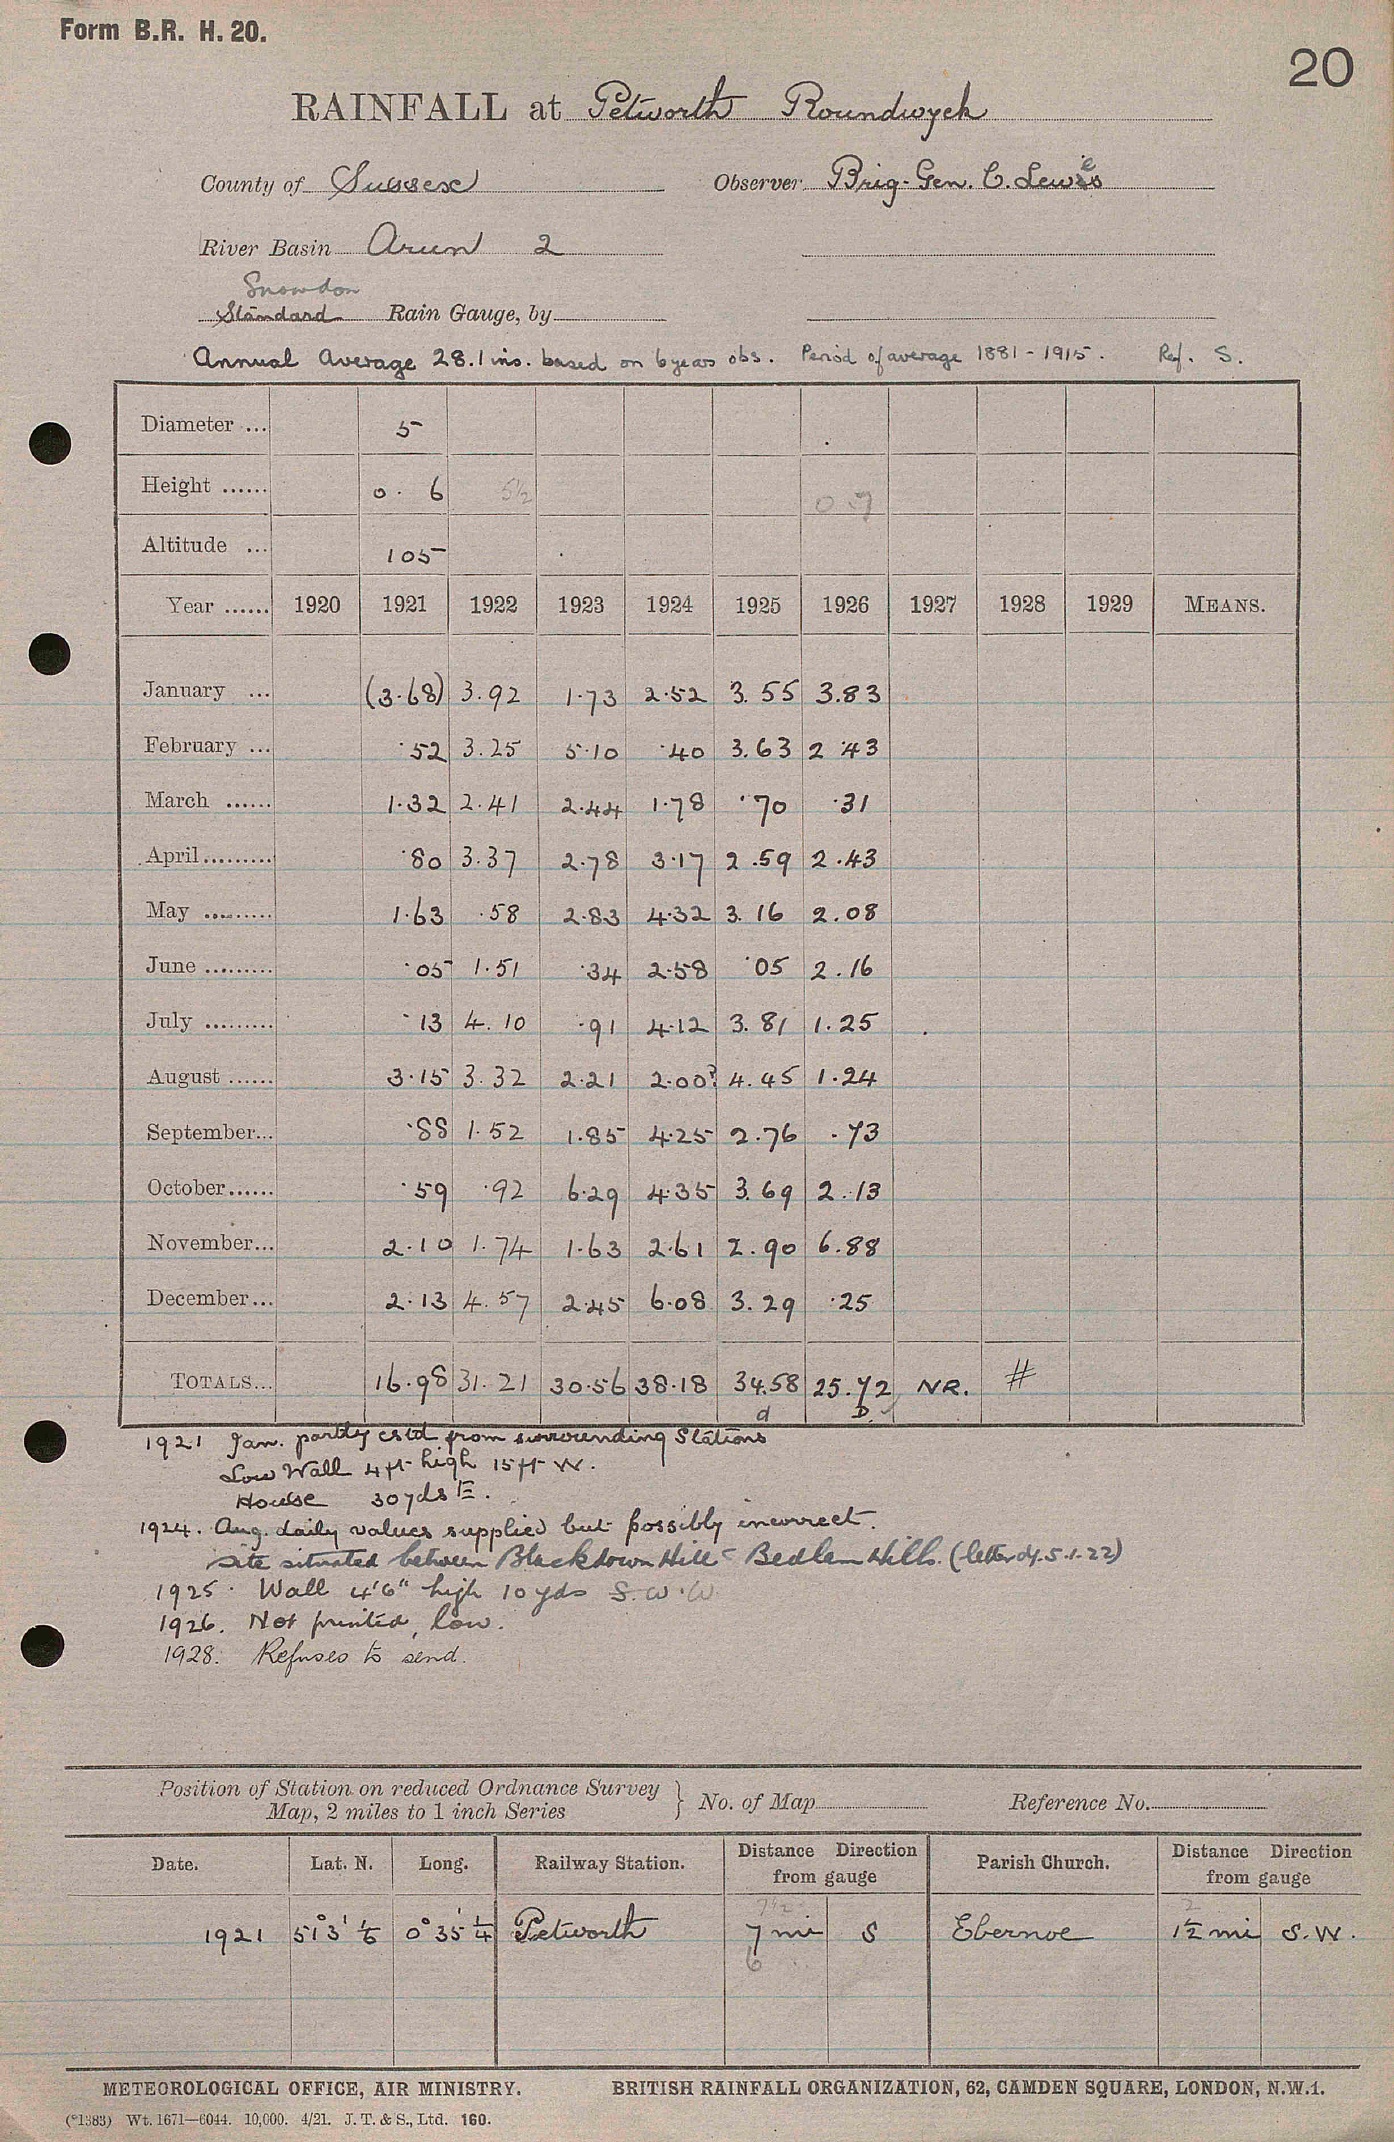 Form B.R. H. 20.
20
RAINFALL at Petworth Roundwyck
County of Sussex Observer Brig-Gen. C. Lewis
e
River Basin Arun 2
Snowdon
Standard Rain Gauge, by
Annual Average 28.1 ins. based on 6 years obs. Period of average 1881-1915. Ref. S.
Diameter ... 5
Height ...... 0. 6 5½ 0.7
Altitude ... 105
Year ...... 1920 1921 1922 1923 1924 1925 1926 1927 1928 1929 MEANS.
January ... (3.68) 3.92 1.73 2.52 3.55 3.83
February ... .52 3.25 5.10 .40 3.63 2.43
March ...... 1.32 2.41 2.44 1.78 .70 .31
April ......... .80 3.37 2.78 3.17 2.59 2.43
May ......... 1.63 .58 2.83 4.32 3.16 2.08
June ......... .05 1.51 .34 2.58 .05 2.16
July ......... .13 4.10 .91 4.12 3.81 1.25
August ...... 3.15 3.32 2.21 2.00? 4.45 1.24
September... .88 1.52 1.85 4.25 2.76 .73
October...... .59 .92 6.29 4.35 3.69 2.13
November... 2.10 1.74 1.63 2.61 2.90 6.88
December... 2.13 4.57 2.45 6.08 3.29 .25
TOTALS... 16.98 31.21 30.56 38.18 34.58 25.72 NR. #
d D.
1921 Jan. partly estd from surrounding Stations
Low Wall 4 ft high 15 ft W.
House 30 yds E.
1924. Aug. daily values supplied but possibly incorrect.
Site situated between Blackdown Hill & Bedlam Hills. (letter of 5.1.22)
1925. Wall 4'6" high 10 yds S.W. W
1926. Not printed, low.
1928. Refuses to send.
Position of Station on reduced Ordnance Survey
Map, 2 miles to 1 inch Series } No. of Map Reference No.
Date. Lat. N. Long. Railway Station. Distance Direction from gauge Parish Church. Distance Direction from gauge
1921 51°3'⅙ 0°35'¼ Petworth 7 mi S Ebernoe 1½ mi S.W.
6
METEOROLOGICAL OFFICE, AIR MINISTRY. BRITISH RAINFALL ORGANIZATION, 62, CAMDEN SQUARE, LONDON, N.W.1.
(*1383) Wt. 1671—6044. 10,000. 4/21. J. T. & S., Ltd. 160.